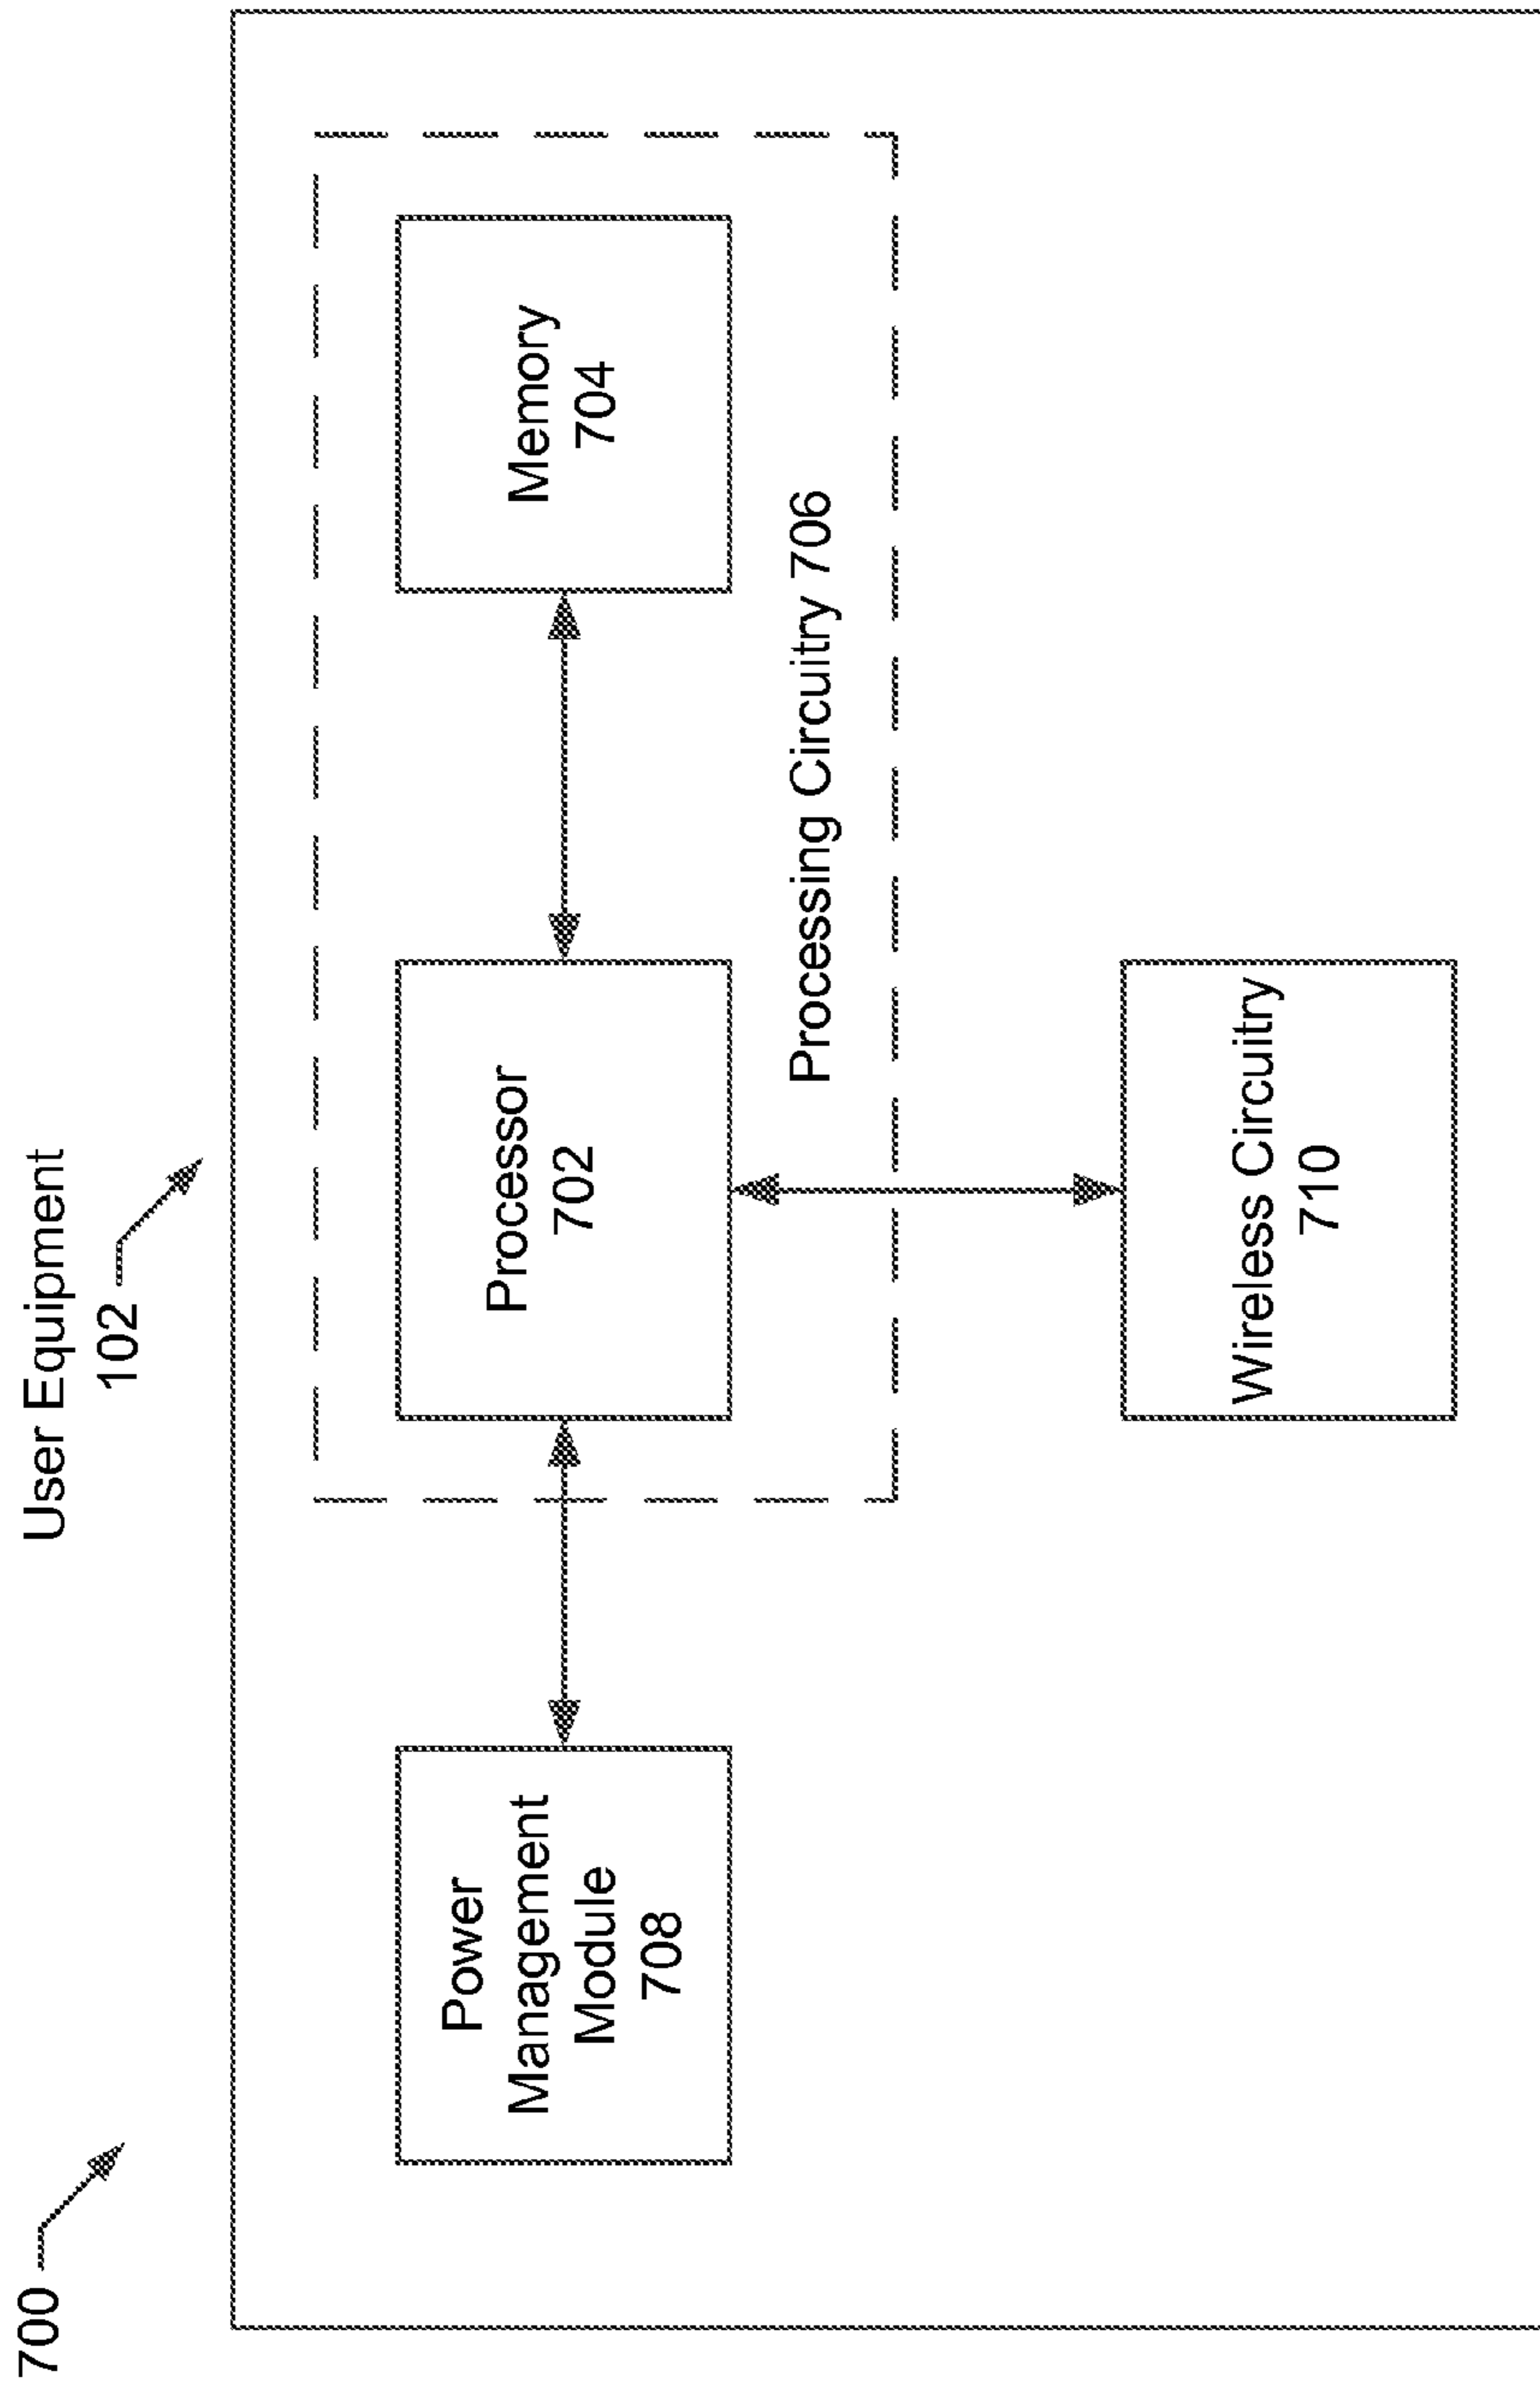 700
User Equipment
102
Power
Management
Module
708
Processor
702
Memory
704
Processing Circuitry 706
Wireless Circuitry
710